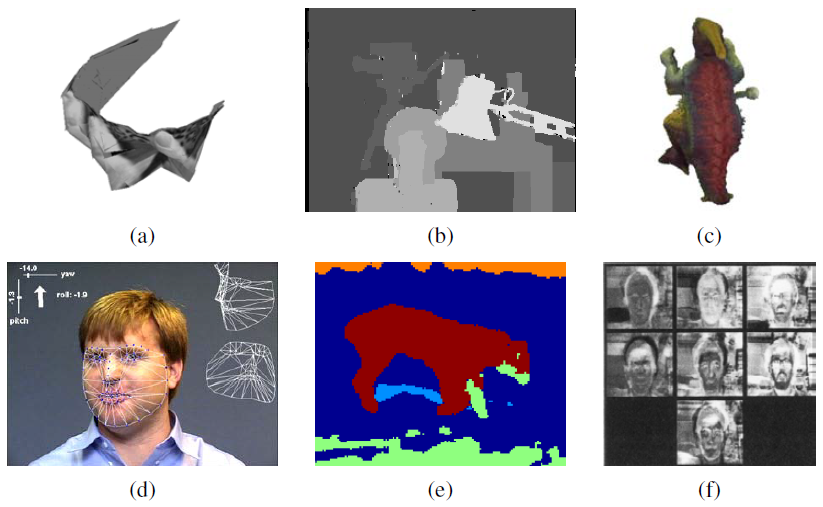 (a)
(b)
(c)
-14.0
yaw
-1.3
roll: -1.9
pitch
(d)
(e)
(f)